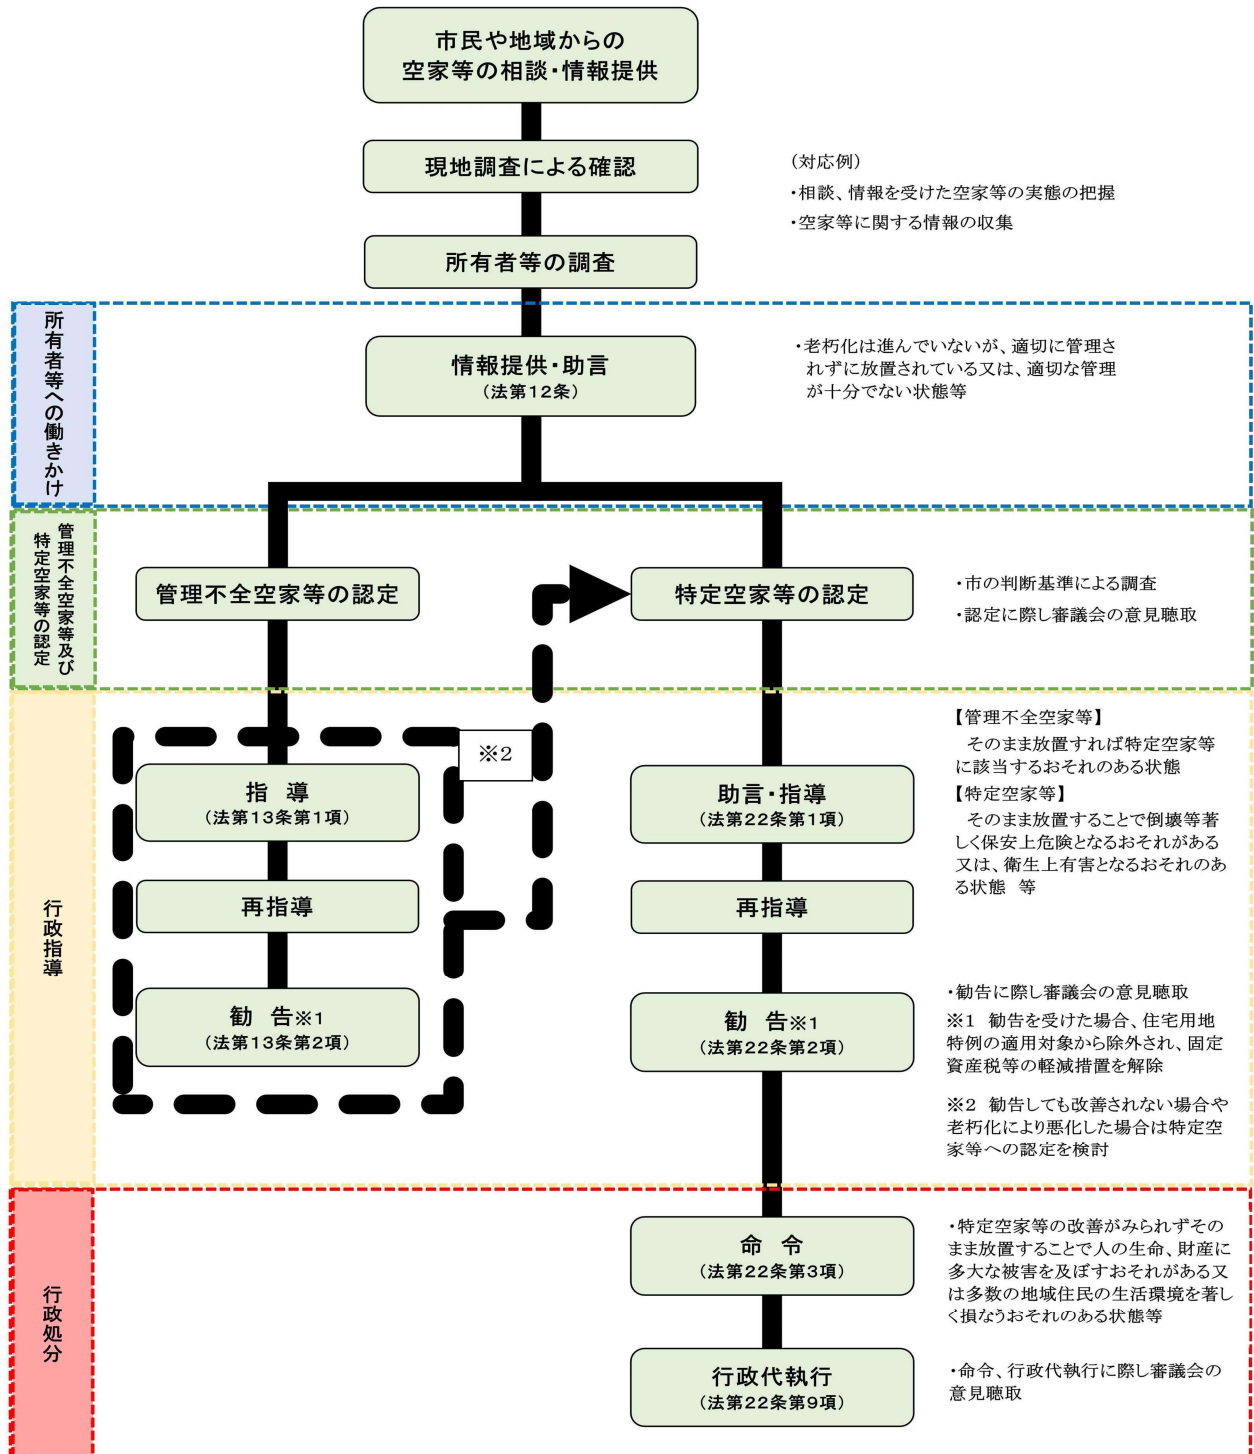 市民や地域からの
空家等の相談・情報提供
現地調査による確認
(対応例)
・相談、情報を受けた空家等の実態の把握
・空家等に関する情報の収集
所有者等の調査
所有者等への働きかけ
情報提供・助言
(法第12条)
・老朽化は進んでいないが、適切に管理さ
れずに放置されている又は、適切な管理
が十分でない状態等
管理不全空家等及び
特定空家等の認定
管理不全空家等の認定
特定空家等の認定
・市の判断基準による調査
・認定に際し審議会の意見聴取
行政指導
※2
指 導
(法第13条第1項)
再指導
勧 告※1
(法第13条第2項)
助言・指導
(法第22条第1項)
再指導
勧 告※1
(法第22条第2項)
【管理不全空家等】
そのまま放置すれば特定空家等
に該当するおそれのある状態
【特定空家等】
そのまま放置することで倒壊等著
しく保安上危険となるおそれがある
又は、衛生上有害となるおそれのあ
る状態 等
・勧告に際し審議会の意見聴取
※1 勧告を受けた場合、住宅用地
特例の適用対象から除外され、固定
資産税等の軽減措置を解除
※2 勧告しても改善されない場合や
老朽化により悪化した場合は特定空
家等への認定を検討
行政処分
命 令
(法第22条第3項)
・特定空家等の改善がみられずその
まま放置することで人の生命、財産に
多大な被害を及ぼすおそれがある又
は多数の地域住民の生活環境を著し
く損なうおそれのある状態等
行政代執行
(法第22条第9項)
・命令、行政代執行に際し審議会の
意見聴取